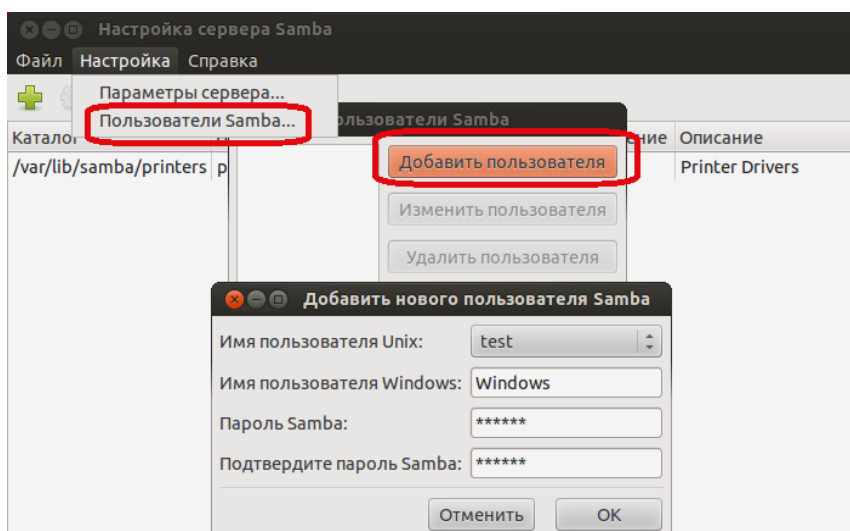 Настройка сервера Samba
Файл Настройка Справка
Параметры сервера...
Пользователи Samba...
ользователи Samba
Каталог ние Описание
/var/lib/samba/printers p Printer Drivers
Добавить пользователя
Изменить пользователя
Удалить пользователя
Добавить нового пользователя Samba
Имя пользователя Unix: test
Имя пользователя Windows: Windows
Пароль Samba: ******
Подтвердите пароль Samba: ******
Отменить OK